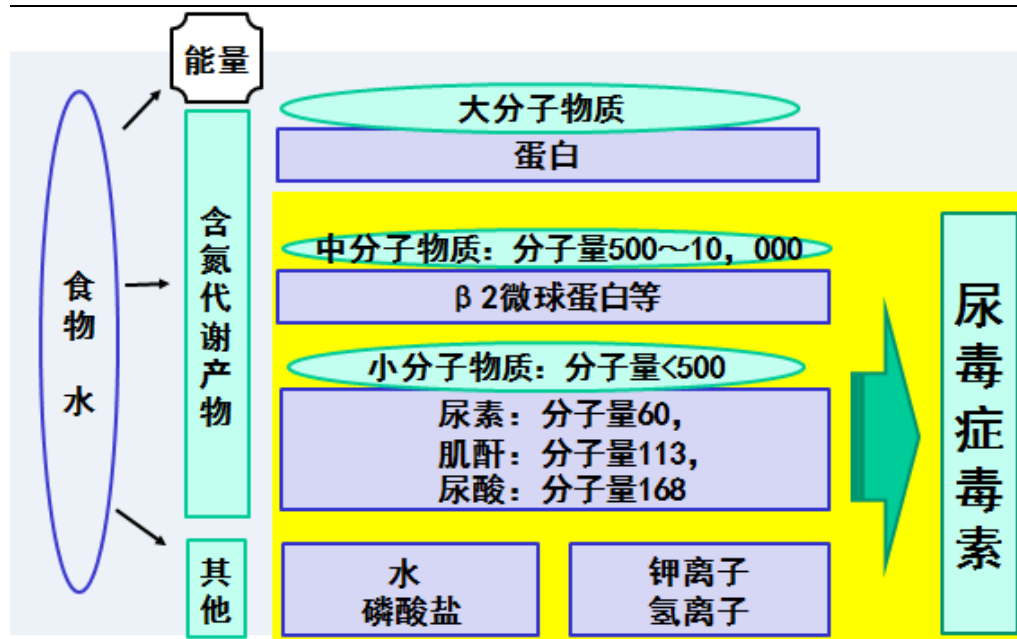 能量
食物 水
含氮代谢产物
大分子物质
蛋白
中分子物质：分子量500～10，000
β2微球蛋白等
小分子物质：分子量<500
尿素：分子量60，
肌酐：分子量113，
尿酸：分子量168
其他
水
磷酸盐
钾离子
氢离子
尿毒症毒素